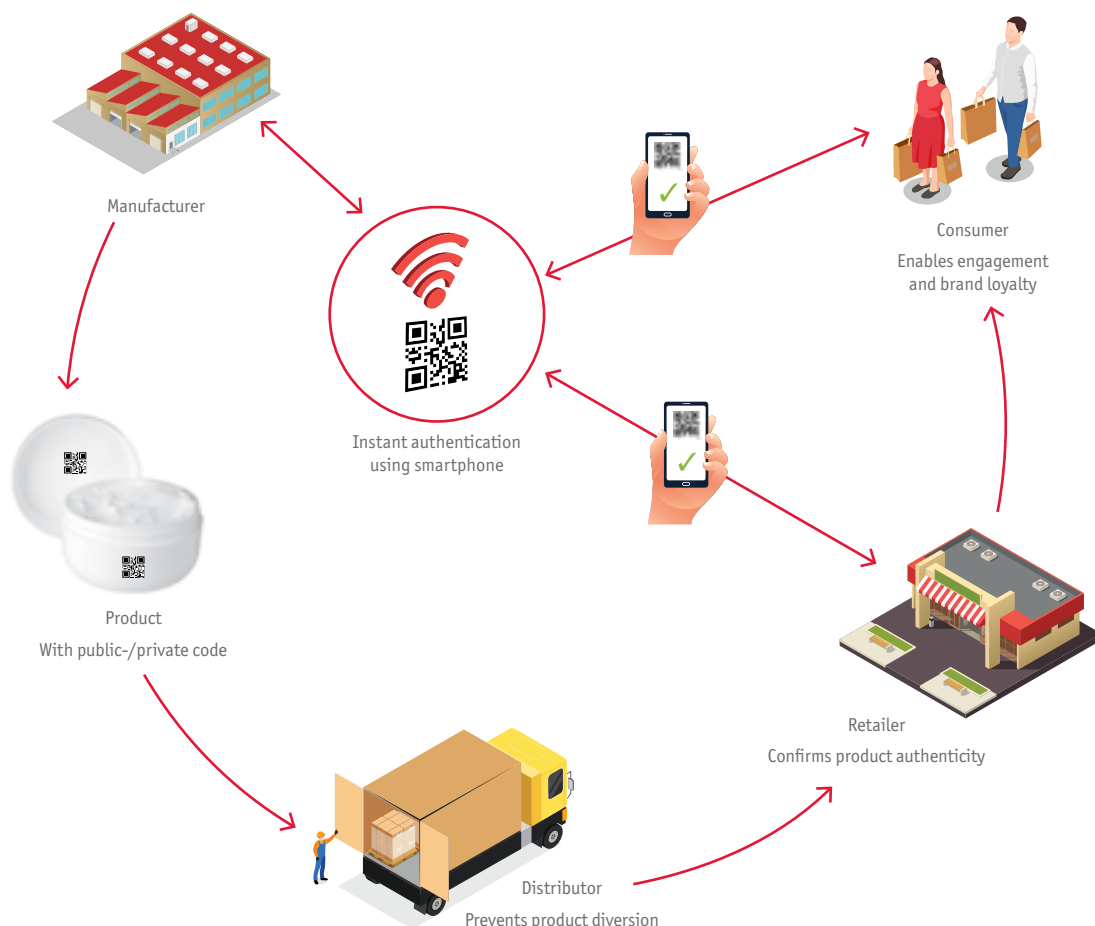 Manufacturer
Consumer
Enables engagement
and brand loyalty
Instant authentication
using smartphone
Product
With public-/private code
Retailer
Confirms product authenticity
Distributor
Prevents product diversion